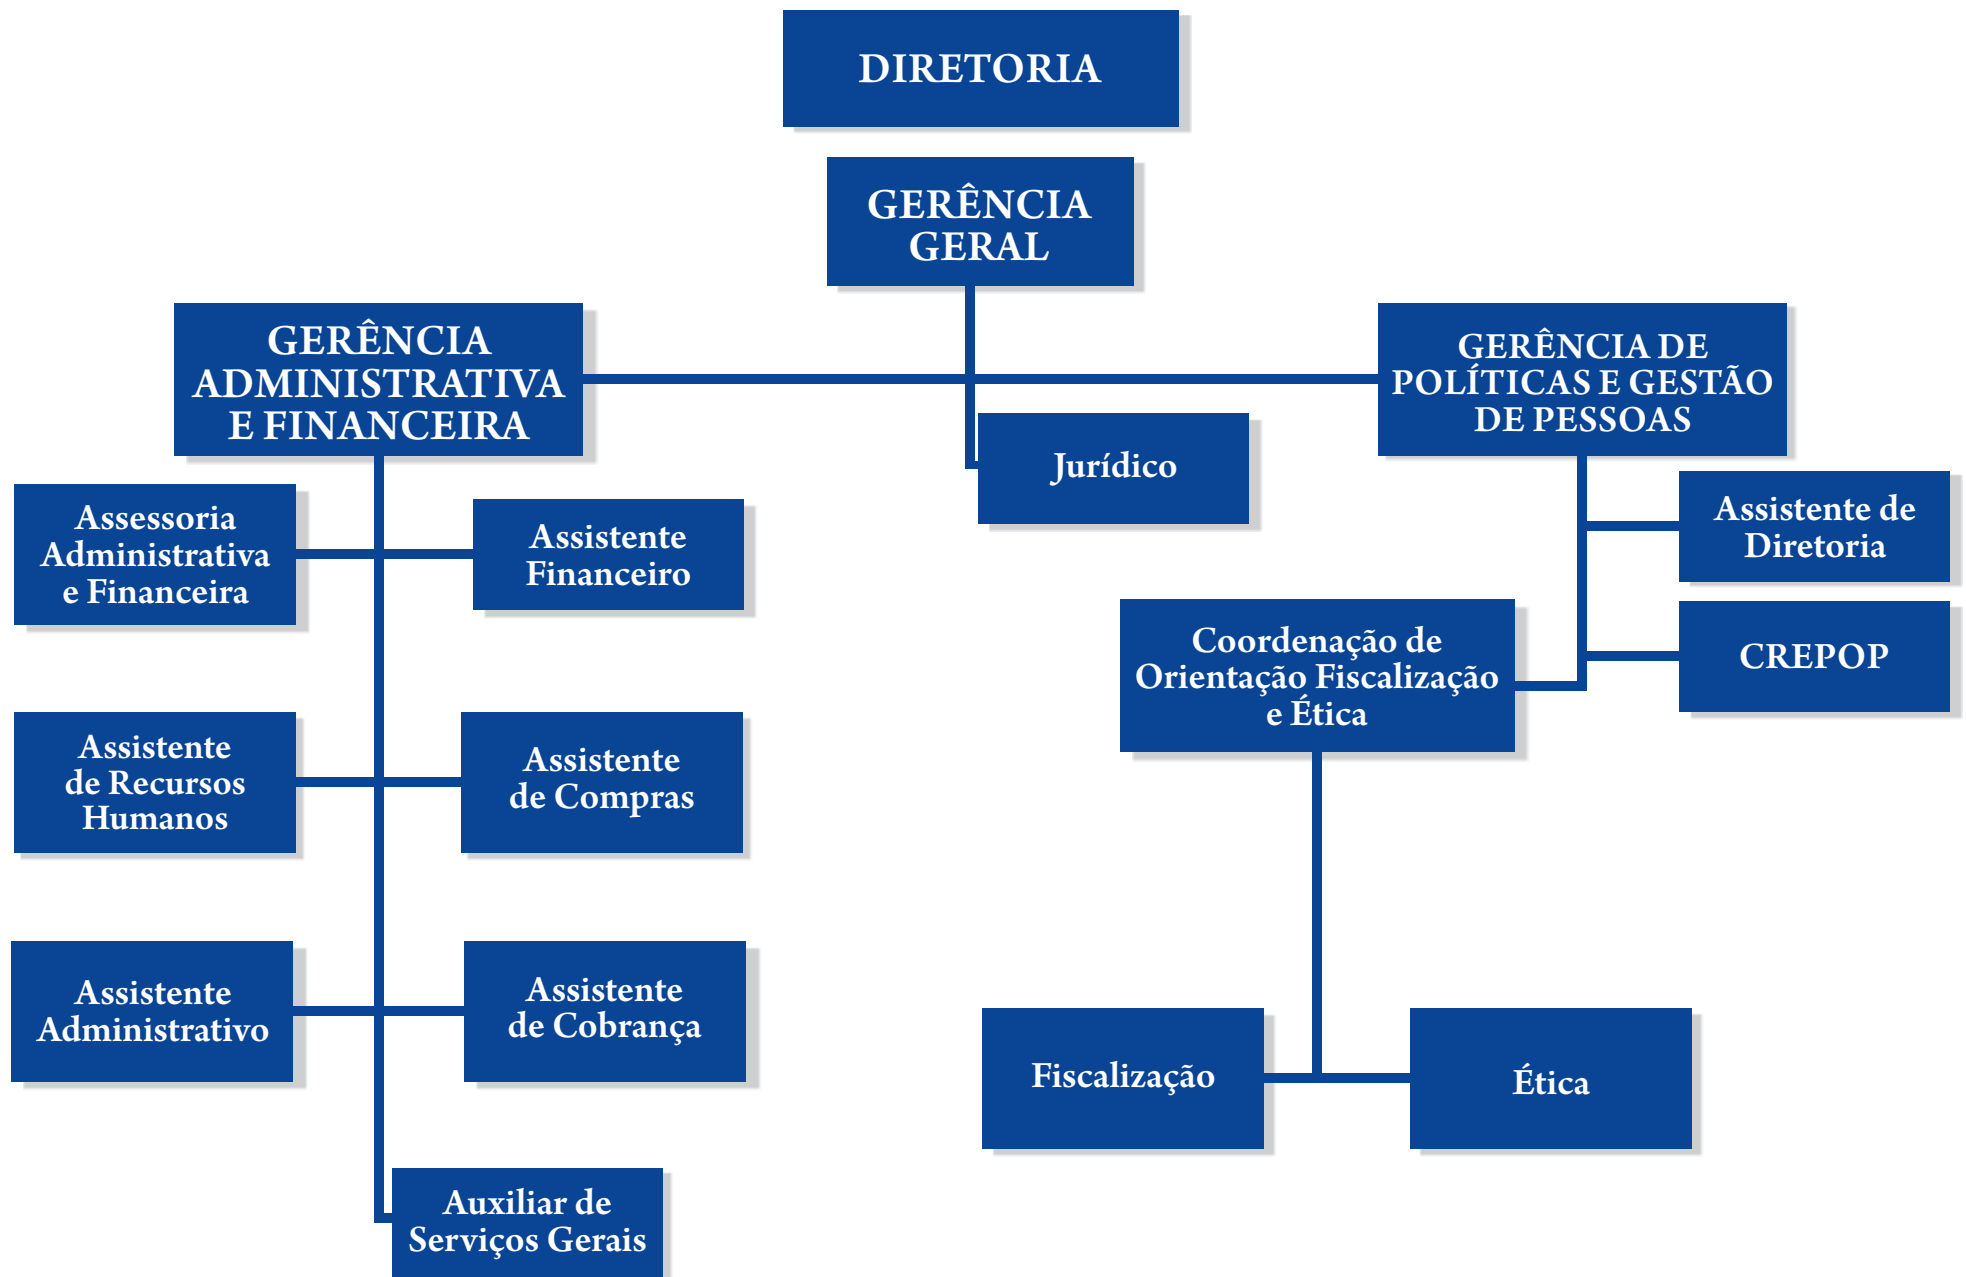 DIRETORIA
GERÊNCIA
GERAL
GERÊNCIA
ADMINISTRATIVA
E FINANCEIRA
GERÊNCIA DE
POLÍTICAS E GESTÃO
DE PESSOAS
Jurídico
Assessoria
Administrativa
e Financeira
Assistente
Financeiro
Assistente de
Diretoria
Coordenação de
Orientação Fiscalização
e Ética
CREPOP
Assistente
de Recursos
Humanos
Assistente
de Compras
Assistente
Administrativo
Assistente
de Cobrança
Fiscalização
Ética
Auxiliar de
Serviços Gerais